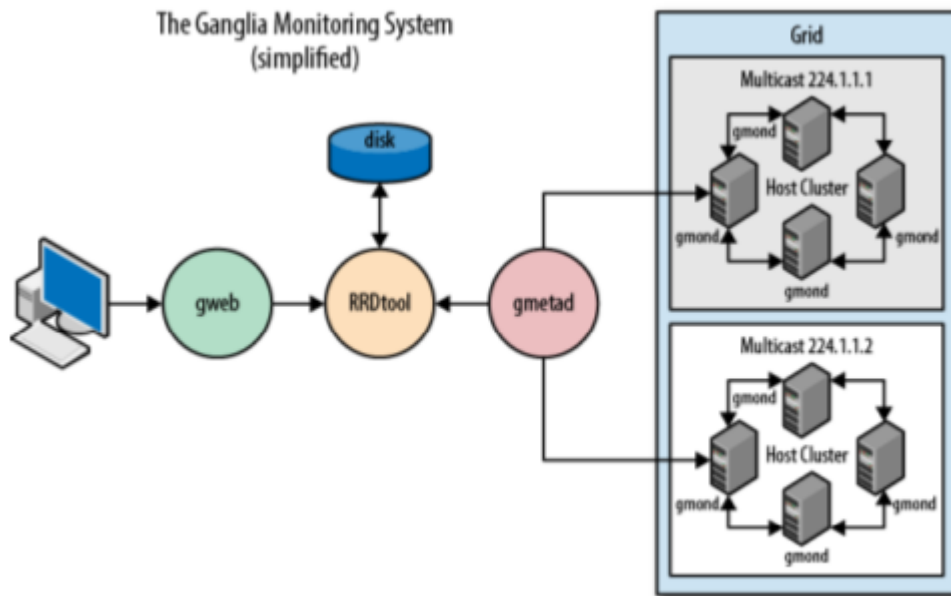 The Ganglia Monitoring System
(simplified)
Grid
Multicast 224.1.1.1
gmond
Host Cluster
gmond
gmond
gmond
disk
gweb
RRDtool
gmetad
Multicast 224.1.1.2
gmond
Host Cluster
gmond
gmond
gmond